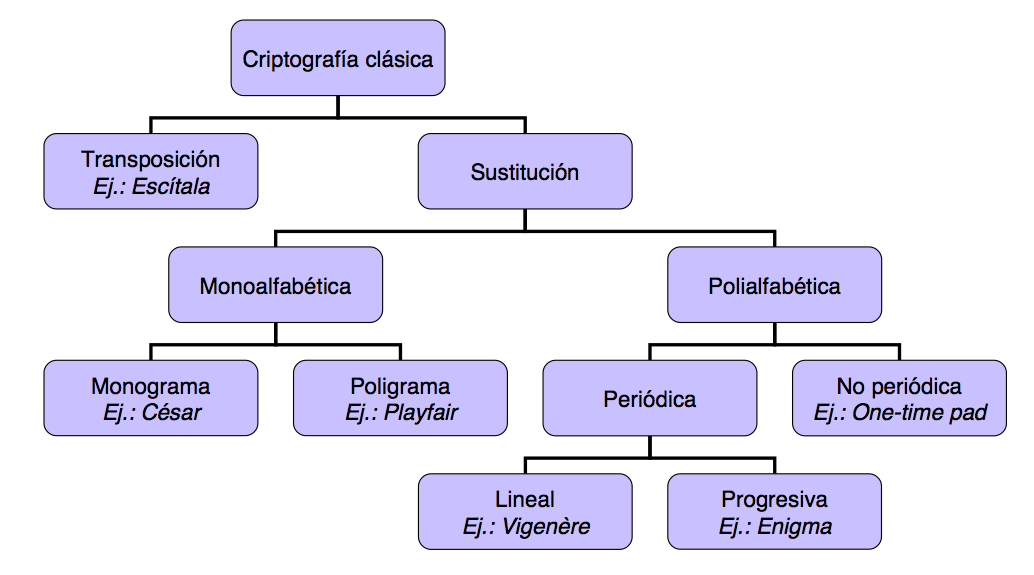 Criptografía clásica
Transposición
Ej.: Escítala
Sustitución
Monoalfabética
Polialfabética
Monograma
Ej.: César
Poligrama
Ej.: Playfair
Periódica
No periódica
Ej.: One-time pad
Lineal
Ej.: Vigenère
Progresiva
Ej.: Enigma